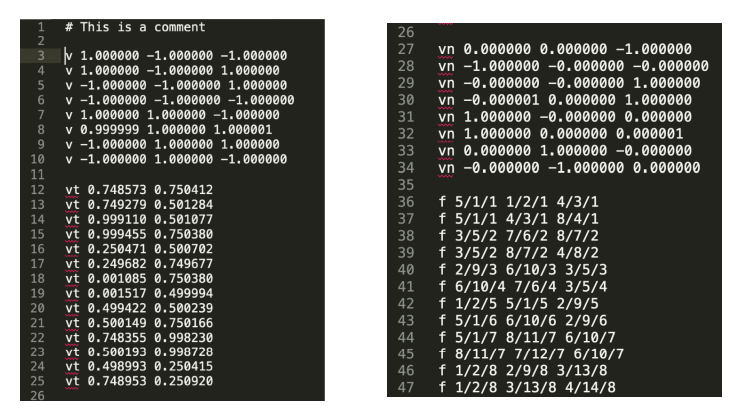 1 # This is a comment
2
3 v 1.000000 -1.000000 -1.000000
4 v 1.000000 -1.000000 1.000000
5 v -1.000000 -1.000000 1.000000
6 v -1.000000 -1.000000 -1.000000
7 v 1.000000 1.000000 -1.000000
8 v 0.999999 1.000000 1.000001
9 v -1.000000 1.000000 1.000000
10 v -1.000000 1.000000 -1.000000
11
12 vt 0.748573 0.750412
13 vt 0.749279 0.501284
14 vt 0.999110 0.501077
15 vt 0.999455 0.750380
16 vt 0.250471 0.500702
17 vt 0.249682 0.749677
18 vt 0.001085 0.750380
19 vt 0.001517 0.499994
20 vt 0.499422 0.500239
21 vt 0.500149 0.750166
22 vt 0.748355 0.998230
23 vt 0.500193 0.998728
24 vt 0.498993 0.250415
25 vt 0.748953 0.250920
26
26
27 vn 0.000000 0.000000 -1.000000
28 vn -1.000000 -0.000000 -0.000000
29 vn -0.000000 -0.000000 1.000000
30 vn -0.000001 0.000000 1.000000
31 vn 1.000000 -0.000000 0.000000
32 vn 1.000000 0.000000 0.000001
33 vn 0.000000 1.000000 -0.000000
34 vn -0.000000 -1.000000 0.000000
35
36 f 5/1/1 1/2/1 4/3/1
37 f 5/1/1 4/3/1 8/4/1
38 f 3/5/2 7/6/2 8/7/2
39 f 3/5/2 8/7/2 4/8/2
40 f 2/9/3 6/10/3 3/5/3
41 f 6/10/4 7/6/4 3/5/4
42 f 1/2/5 5/1/5 2/9/5
43 f 5/1/6 6/10/6 2/9/6
44 f 5/1/7 8/11/7 6/10/7
45 f 8/11/7 7/12/7 6/10/7
46 f 1/2/8 2/9/8 3/13/8
47 f 1/2/8 3/13/8 4/14/8